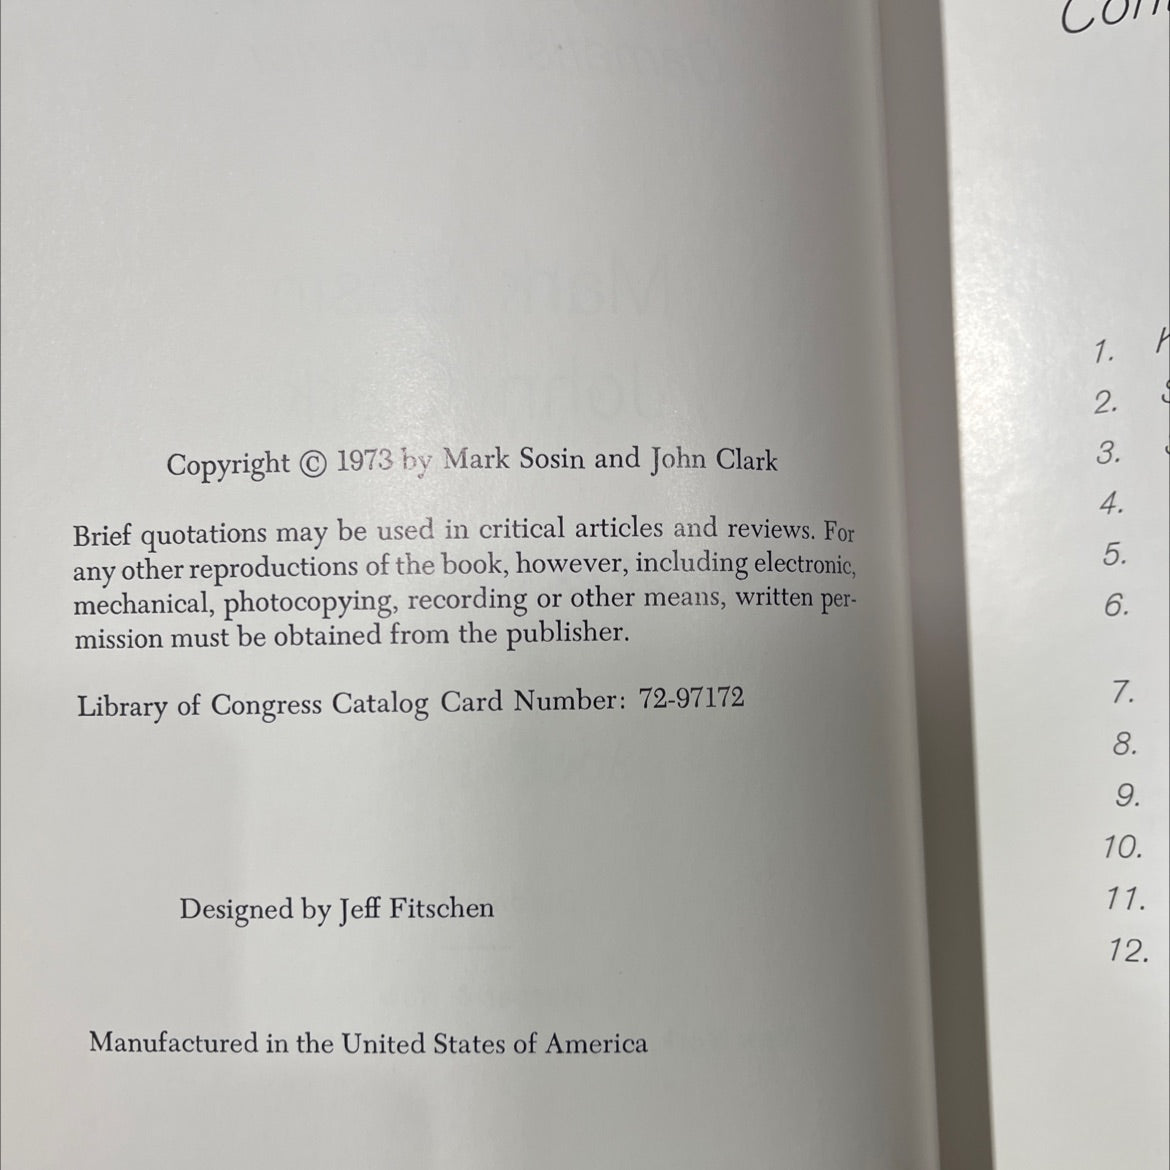 Copyright © 1973 by Mark Sosin and John Clark
Brief quotations may be used in critical articles and reviews. For
any other reproductions of the book, however, including electronic,
mechanical, photocopying, recording or other means, written per-
mission must be obtained from the publisher.
Library of Congress Catalog Card Number: 72-97172
Designed by Jeff Fitschen
Manufactured in the United States of America
1.
2.
3.
4.
5.
6.
7.
8.
9.
10.
11.
12.